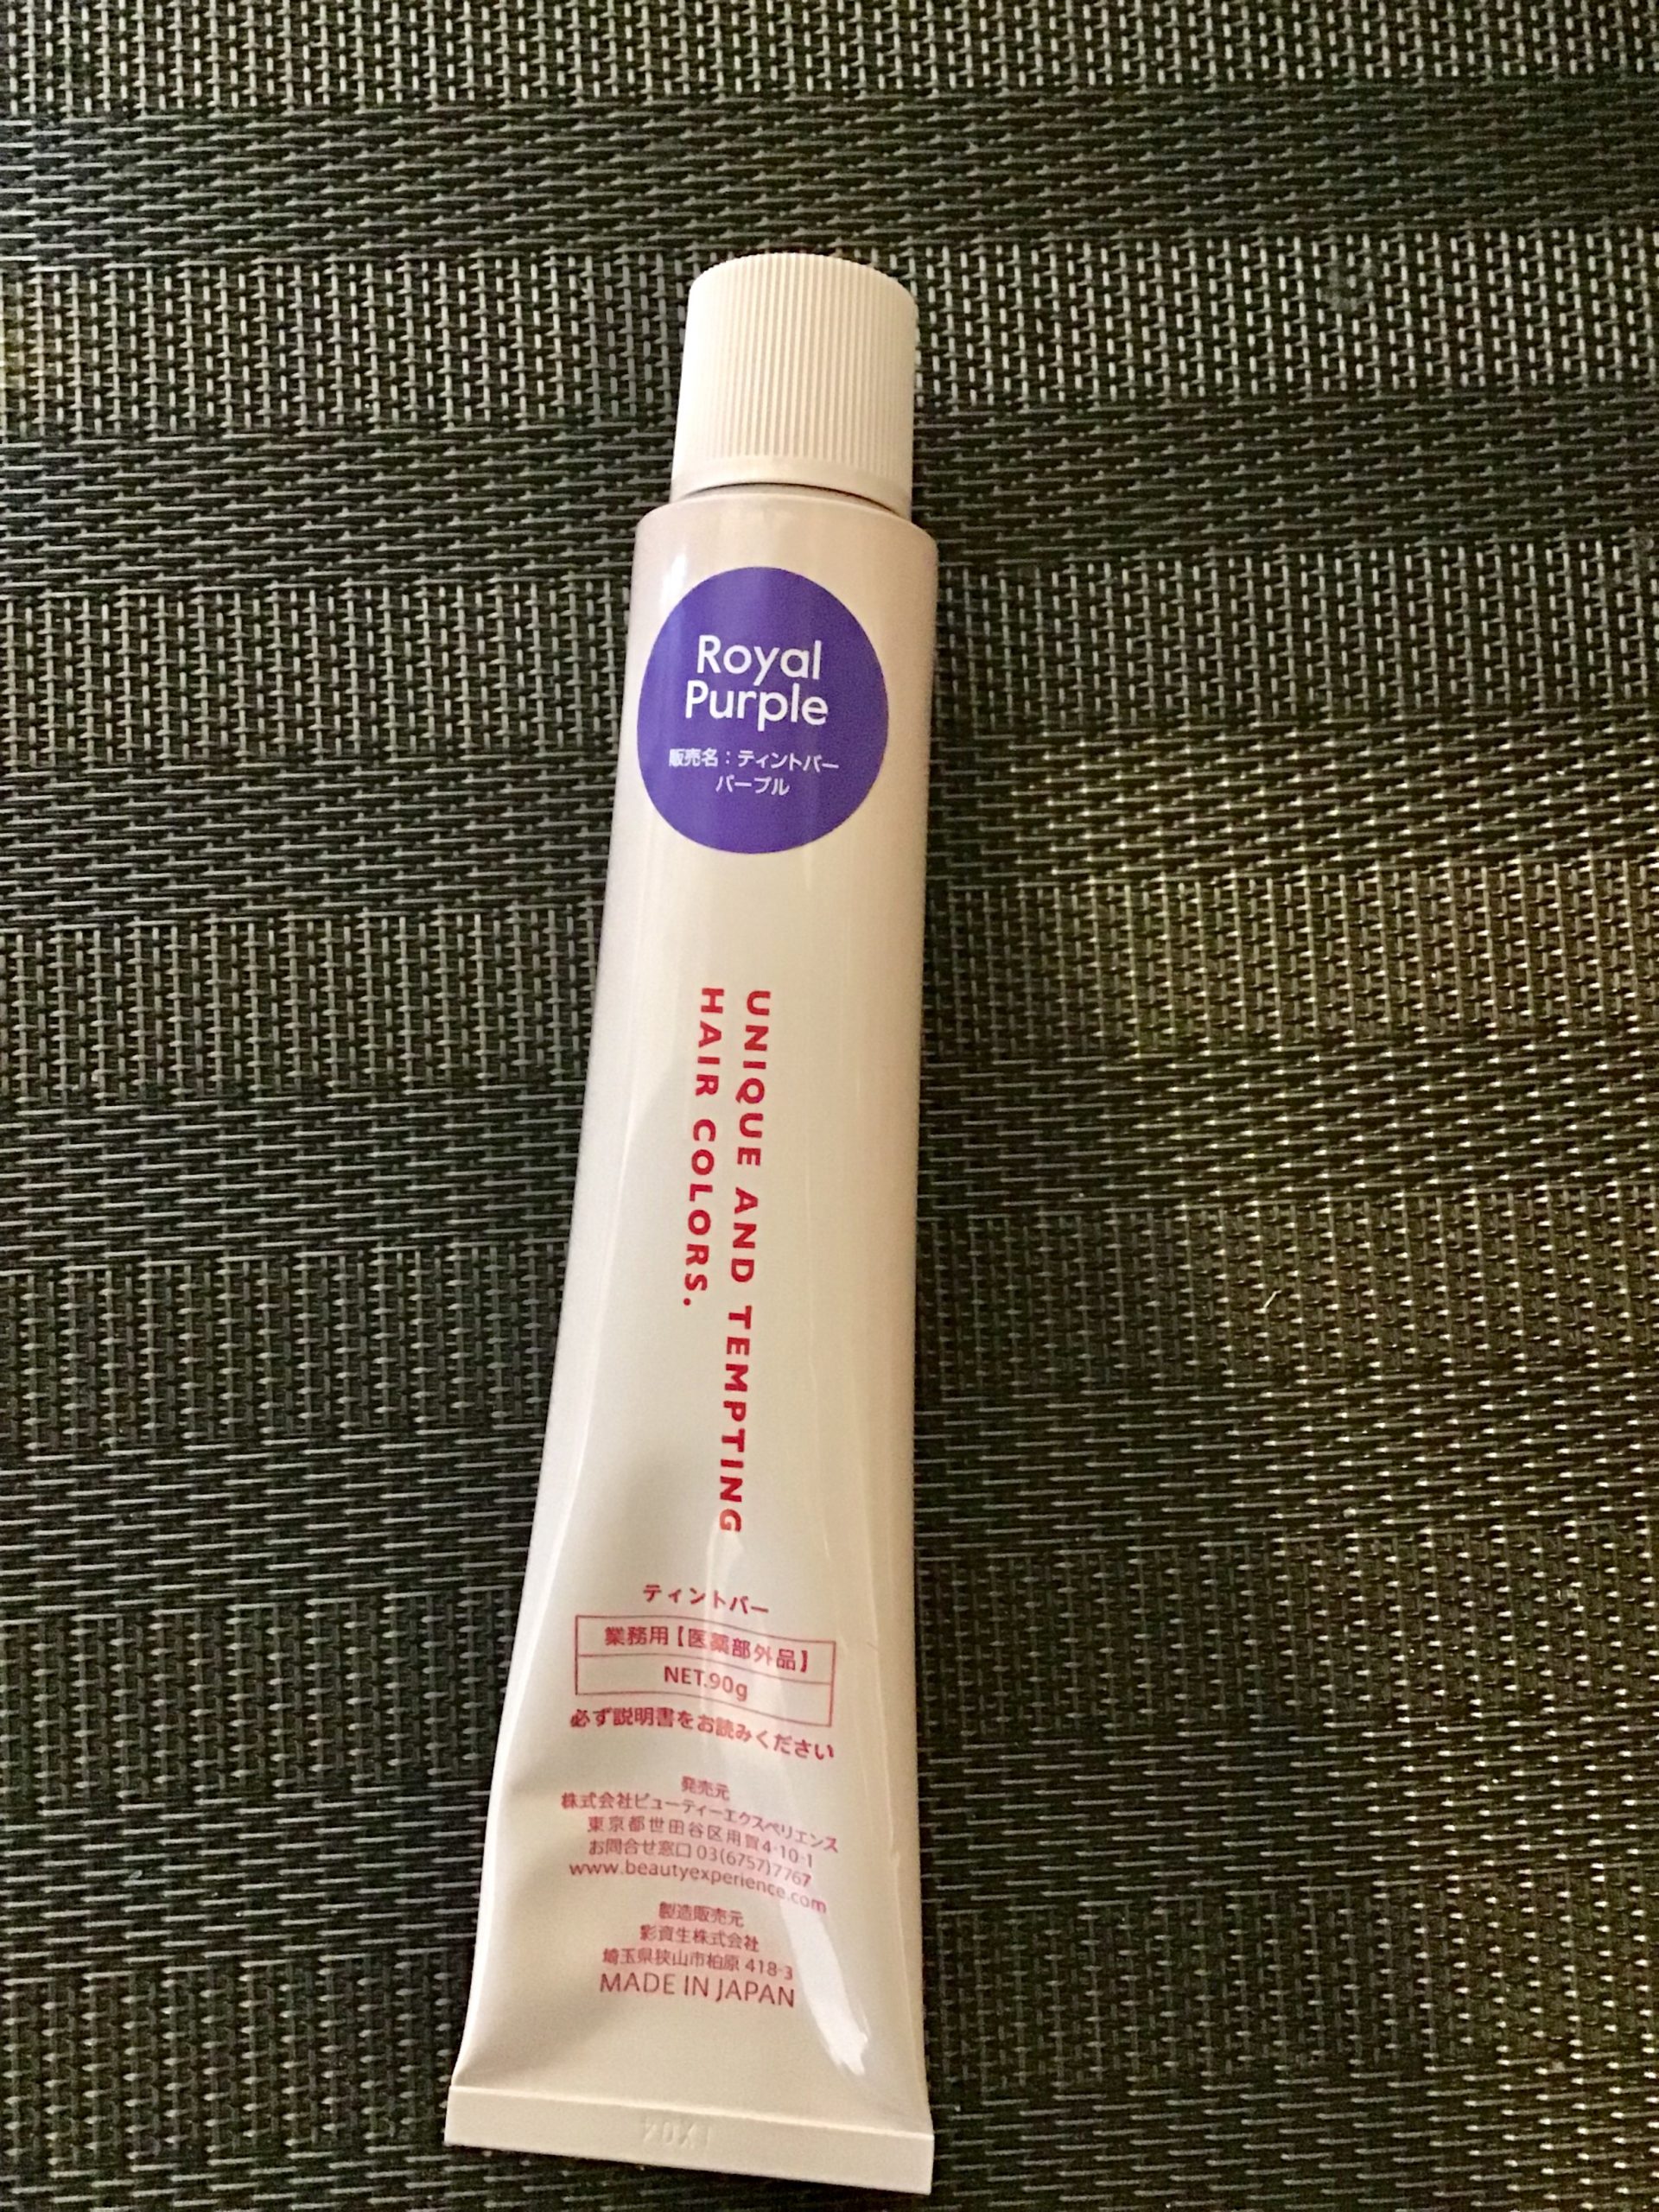 Royal
Purple
販売名：ティントバー
パープル
UNIQUE AND TEMPTING
HAIR COLORS.
ティントバー
業務用【医薬部外品】
NET.90g
必ず説明書をお読みください
発売元
株式会社ビューティーエクスペリエンス
東京都世田谷区用賀4-10-1
お問合せ窓口 03(6757)7767
www.beautyexperience.com
製造販売元
彩資生株式会社
埼玉県狭山市柏原 418-3
MADE IN JAPAN